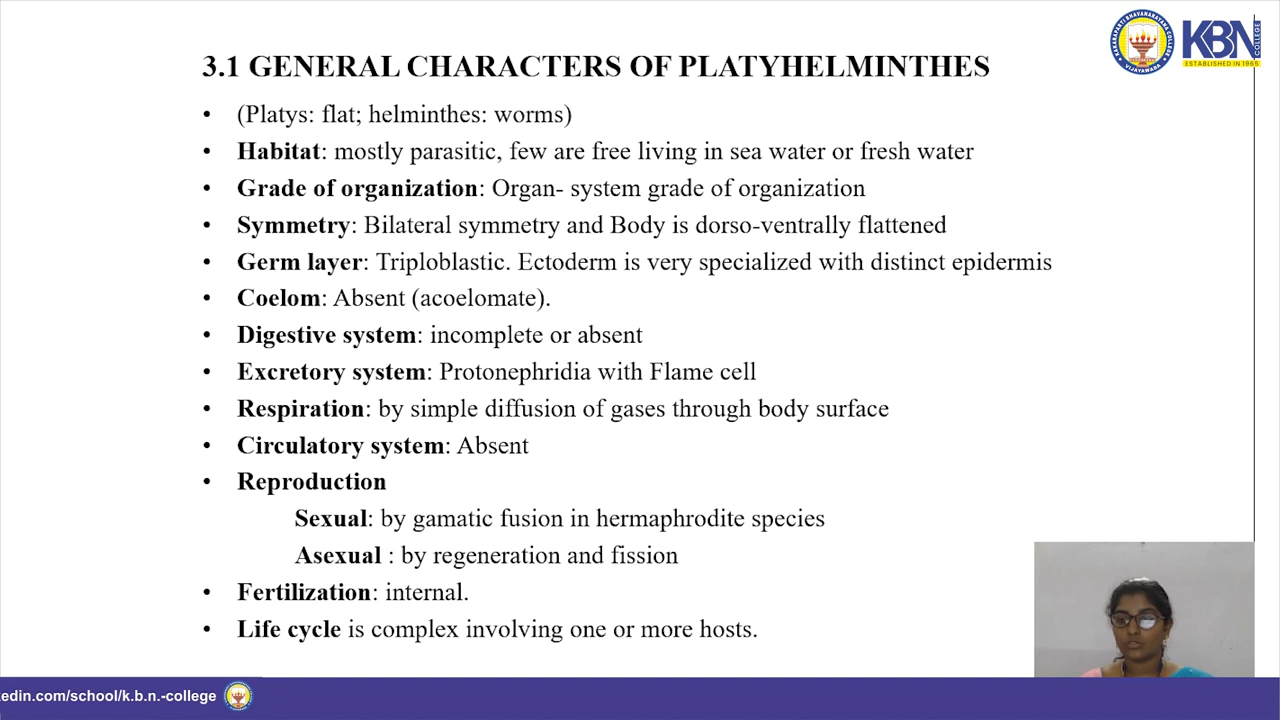 KAKARAPARTI BHAVANARAYANA COLLEGE
VIJAYAWADA
KBN
COLLEGE
ESTABLISHED IN 1965
3.1 GENERAL CHARACTERS OF PLATYHELMINTHES
• (Platys: flat; helminthes: worms)
• Habitat: mostly parasitic, few are free living in sea water or fresh water
• Grade of organization: Organ- system grade of organization
• Symmetry: Bilateral symmetry and Body is dorso-ventrally flattened
• Germ layer: Triploblastic. Ectoderm is very specialized with distinct epidermis
• Coelom: Absent (acoelomate).
• Digestive system: incomplete or absent
• Excretory system: Protonephridia with Flame cell
• Respiration: by simple diffusion of gases through body surface
• Circulatory system: Absent
• Reproduction
Sexual: by gamatic fusion in hermaphrodite species
Asexual : by regeneration and fission
• Fertilization: internal.
• Life cycle is complex involving one or more hosts.
kedin.com/school/k.b.n.-college